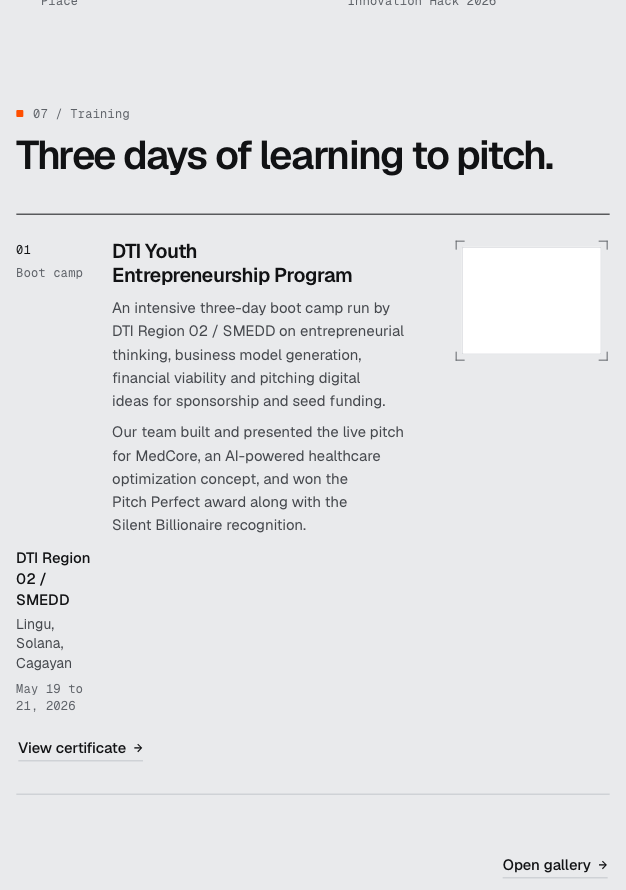 Place
Innovation Hack 2026
07 / Training
Three days of learning to pitch.
01
Boot camp
DTI Youth
Entrepreneurship Program
An intensive three-day boot camp run by
DTI Region 02 / SMEDD on entrepreneurial
thinking, business model generation,
financial viability and pitching digital
ideas for sponsorship and seed funding.
Our team built and presented the live pitch
for MedCore, an AI-powered healthcare
optimization concept, and won the
Pitch Perfect award along with the
Silent Billionaire recognition.
DTI Region
02 /
SMEDD
Lingu,
Solana,
Cagayan
May 19 to
21, 2026
View certificate →
Open gallery →